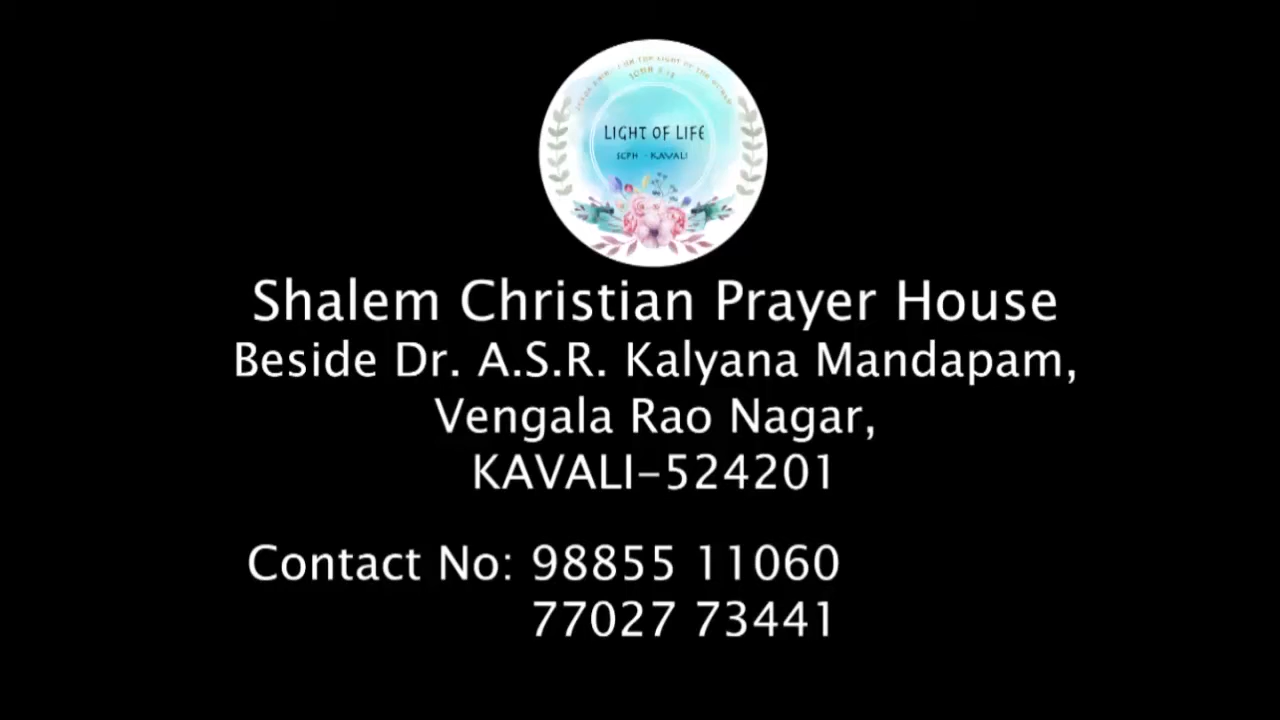 LIGHT OF LIFE
SCPH - KAVALI
Shalem Christian Prayer House
Beside Dr. A.S.R. Kalyana Mandapam,
Vengala Rao Nagar,
KAVALI-524201
Contact No: 98855 11060
77027 73441